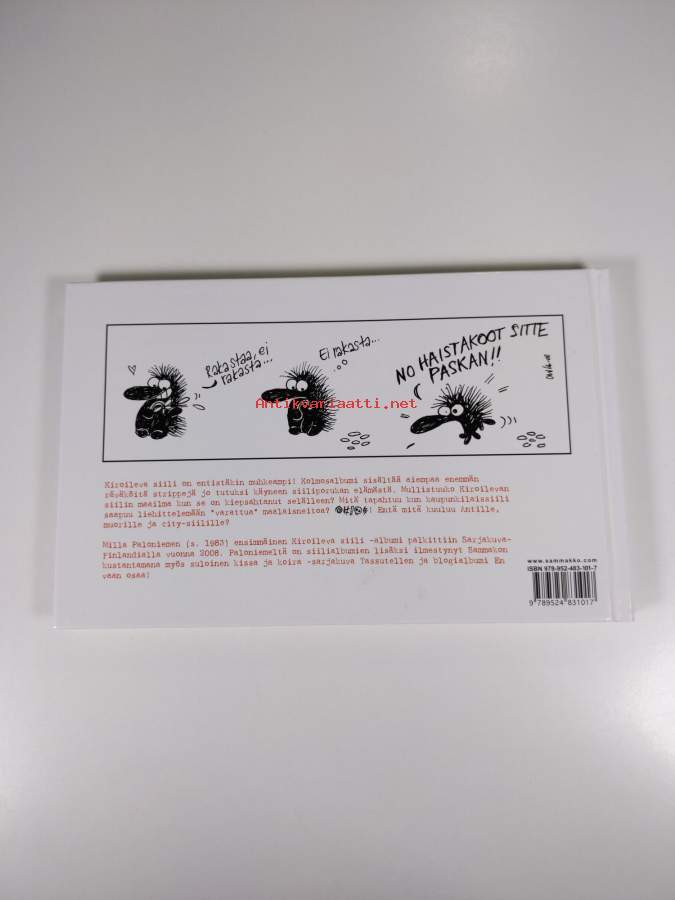 Rakastaa, ei
rakasta...
Ei rakasta...
NO HAISTAKOOT SITTE
PASKAN!!
Antikvariaatti.net
Kiroileva siili on entistäkin muhkeampi! Kolmosalbumi sisältää aiempaa enemmän
räväköitä strippejä jo tutuksi käyneen siiliporukan elämästä. Mullistuuko Kiroilevan
siilin maailma kun se on kiepsahtanut selälleen? Mitä tapahtuu kun kaupunkilaissiili
saapuu liehittelemään "varattua" maalaisneitoa? Entä mitä kuuluu Antille,
muorille ja city-siilille?
Milla Paloniemen (s. 1983) ensimmäinen Kiroileva siili -albumi palkittiin Sarjakuva-
Finlandialla vuonna 2008. Paloniemeltä on siilialbumien lisäksi ilmestynyt Sammakon
kustantamana myös suloinen kissa ja koira -sarjakuva Tassutellen ja blogialbumi En
vaan osaa!
www.sammakko.com
ISBN 978-952-483-101-7
9 789524 831017